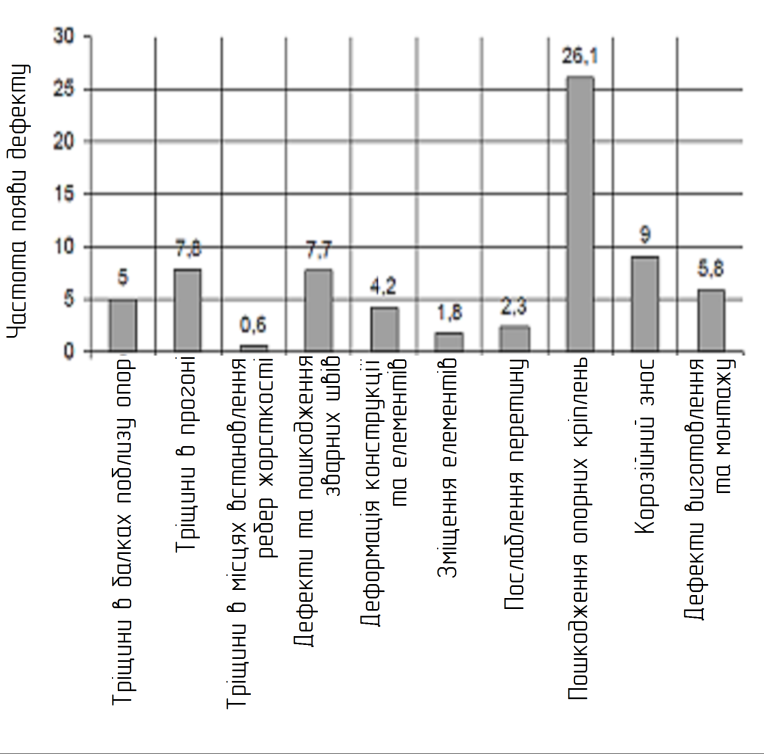 Частота появи дефекту
30
25
20
15
10
5
0
5
7,8
0,6
7,7
4,2
1,8
2,3
26,1
9
5,8
Тріщини в балках поблизу опор
Тріщини в прогоні
Тріщини в місцях встановлення
ребер жорсткості
Дефекти та пошкодження
зварних швів
Деформація конструкції
та елементів
Зміщення елементів
Послаблення перетину
Пошкодження опорних кріплень
Корозійний знос
Дефекти виготовлення
та монтажу